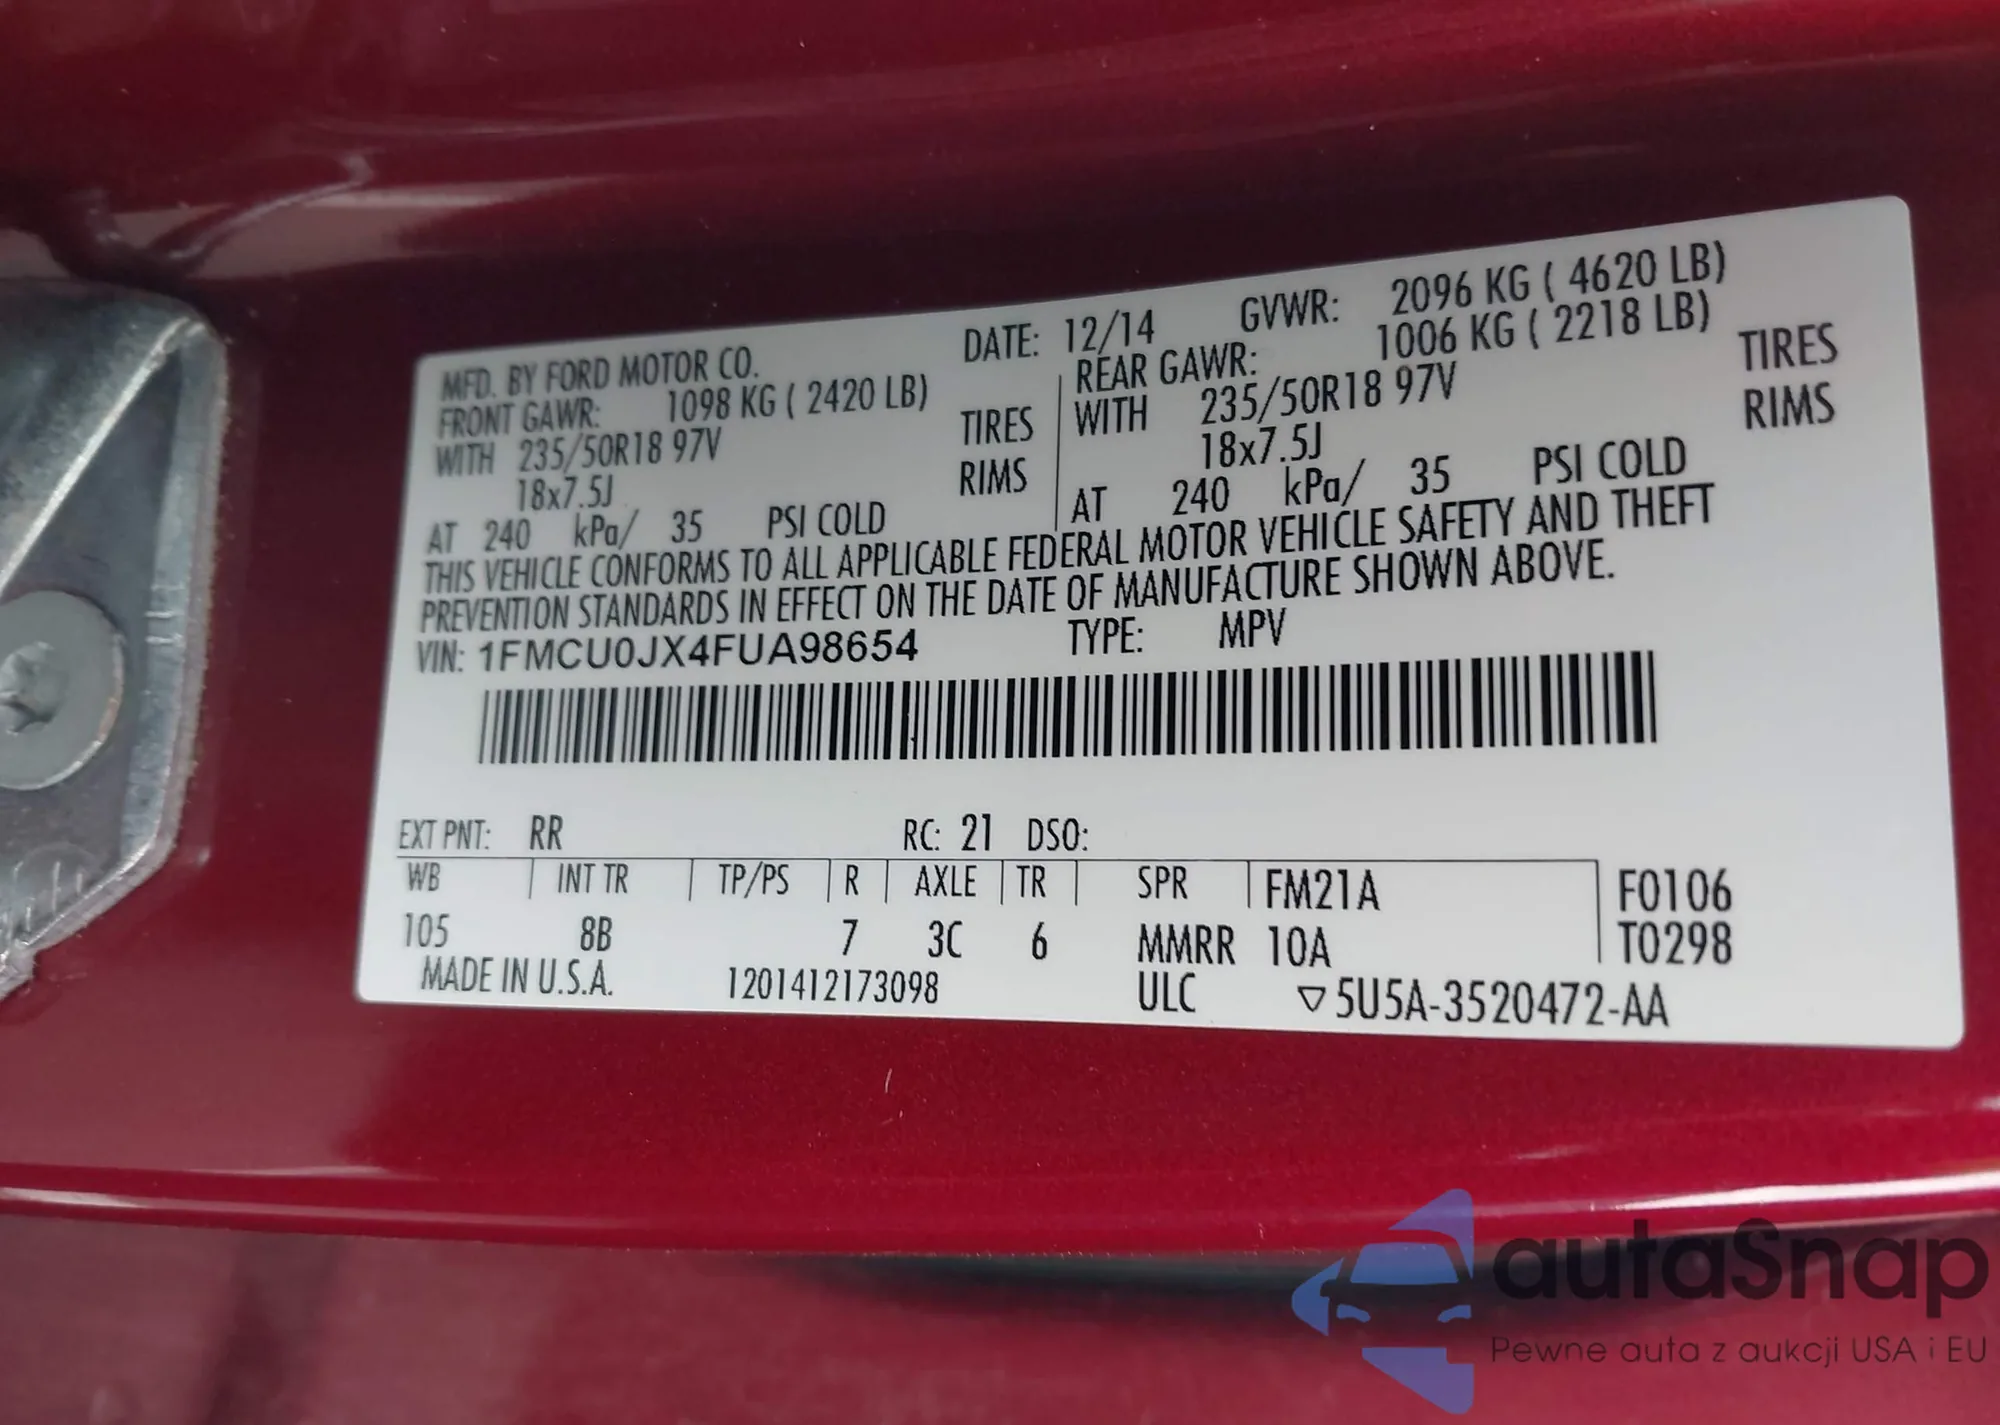 MFD. BY FORD MOTOR CO. DATE: 12/14 GVWR: 2096 KG ( 4620 LB)
FRONT GAWR: 1098 KG ( 2420 LB) REAR GAWR: 1006 KG ( 2218 LB)
WITH 235/50R18 97V TIRES WITH 235/50R18 97V TIRES
18x7.5J RIMS 18x7.5J RIMS
AT 240 kPa/ 35 PSI COLD AT 240 kPa/ 35 PSI COLD
THIS VEHICLE CONFORMS TO ALL APPLICABLE FEDERAL MOTOR VEHICLE SAFETY AND THEFT
PREVENTION STANDARDS IN EFFECT ON THE DATE OF MANUFACTURE SHOWN ABOVE.
VIN: 1FMCU0JX4FUA98654 TYPE: MPV
EXT PNT: RR RC: 21 DSO:
WB INT TR TP/PS R AXLE TR SPR FM21A F0106
105 8B 7 3C 6 MMRR 10A T0298
MADE IN U.S.A. 1201412173098 ULC ▽5U5A-3520472-AA
autaSnap
Pewne auta z aukcji USA i EU